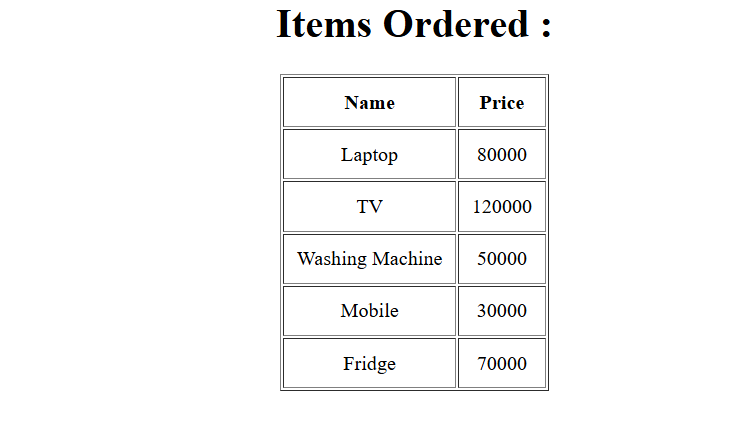 Items Ordered :
Name Price
Laptop 80000
TV 120000
Washing Machine 50000
Mobile 30000
Fridge 70000